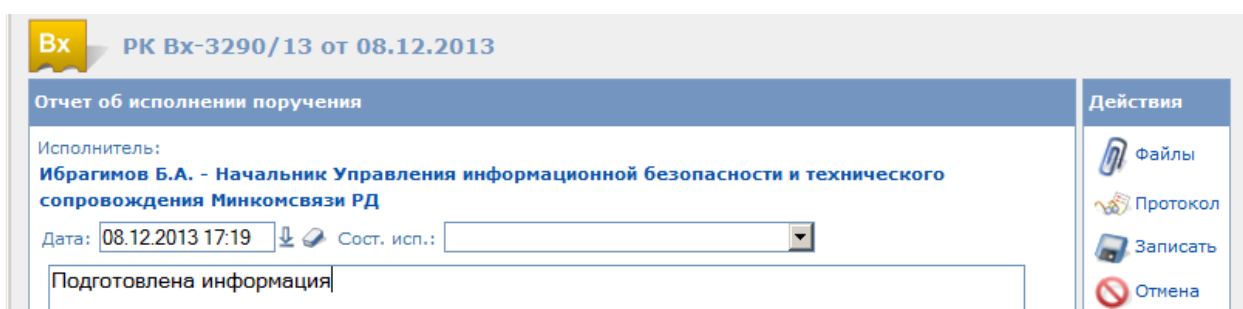 Вх РК Вх-3290/13 от 08.12.2013
Отчет об исполнении поручения
Действия
Исполнитель:
Ибрагимов Б.А. - Начальник Управления информационной безопасности и технического
сопровождения Минкомсвязи РД
Дата: 08.12.2013 17:19 Сост. исп.:
Подготовлена информация
Файлы
Протокол
Записать
Отмена